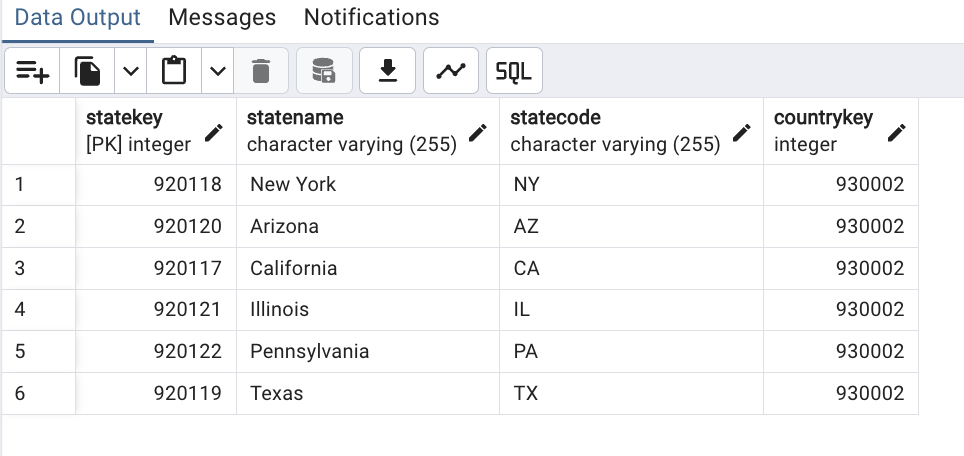 Data Output Messages Notifications
SQL
statekey statename statecode countrykey
[PK] integer character varying (255) character varying (255) integer
1 920118 New York NY 930002
2 920120 Arizona AZ 930002
3 920117 California CA 930002
4 920121 Illinois IL 930002
5 920122 Pennsylvania PA 930002
6 920119 Texas TX 930002